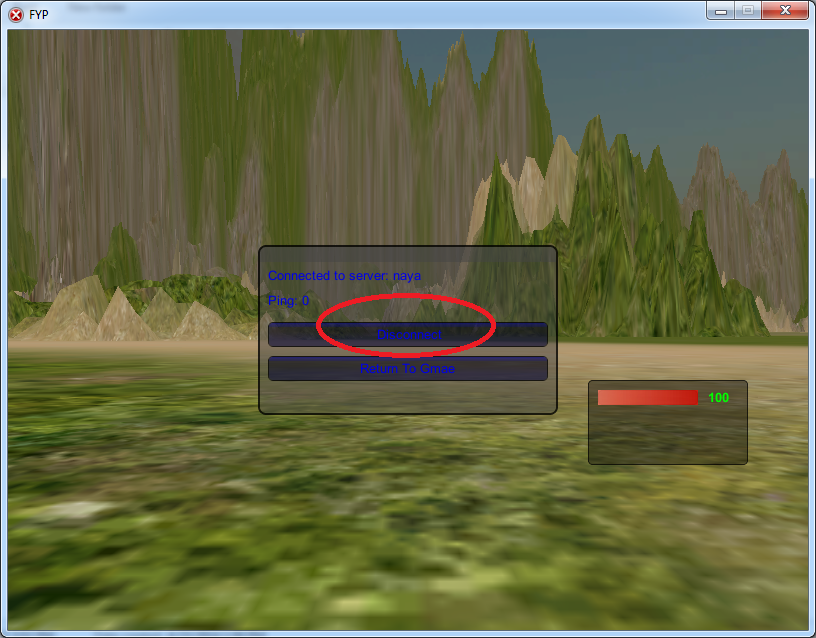 FYP
Connected to server: naya
Ping: 0
Disconnect
Return To Gmae
100